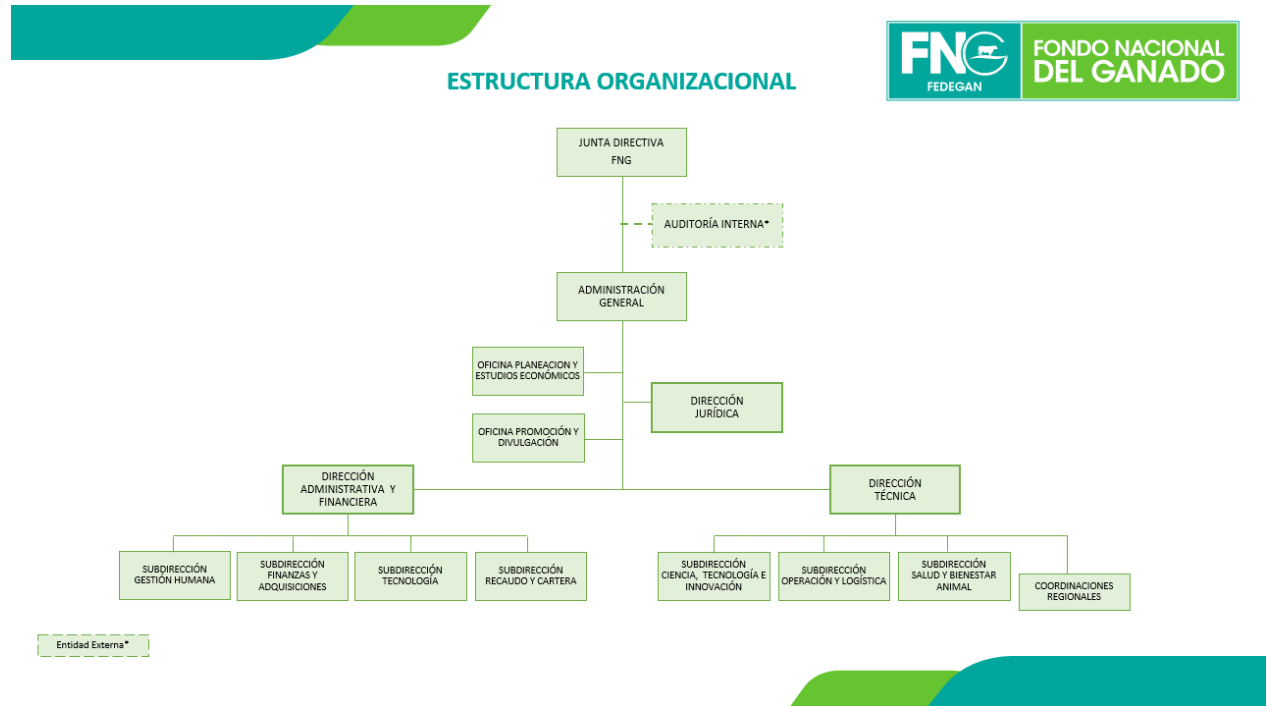 FNG
FEDEGAN
FONDO NACIONAL
DEL GANADO
ESTRUCTURA ORGANIZACIONAL
JUNTA DIRECTIVA
FNG
AUDITORÍA INTERNA*
ADMINISTRACIÓN
GENERAL
OFICINA PLANEACION Y
ESTUDIOS ECONÓMICOS
DIRECCIÓN
JURÍDICA
OFICINA PROMOCIÓN Y
DIVULGACIÓN
DIRECCIÓN
ADMINISTRATIVA Y
FINANCIERA
DIRECCIÓN
TÉCNICA
SUBDIRECCIÓN
GESTIÓN HUMANA
SUBDIRECCIÓN
FINANZAS Y
ADQUISICIONES
SUBDIRECCIÓN
TECNOLOGÍA
SUBDIRECCIÓN
RECAUDO Y CARTERA
SUBDIRECCIÓN
CIENCIA, TECNOLOGÍA E
INNOVACIÓN
SUBDIRECCIÓN
OPERACIÓN Y LOGÍSTICA
SUBDIRECCIÓN
SALUD Y BIENESTAR
ANIMAL
COORDINACIONES
REGIONALES
Entidad Externa*